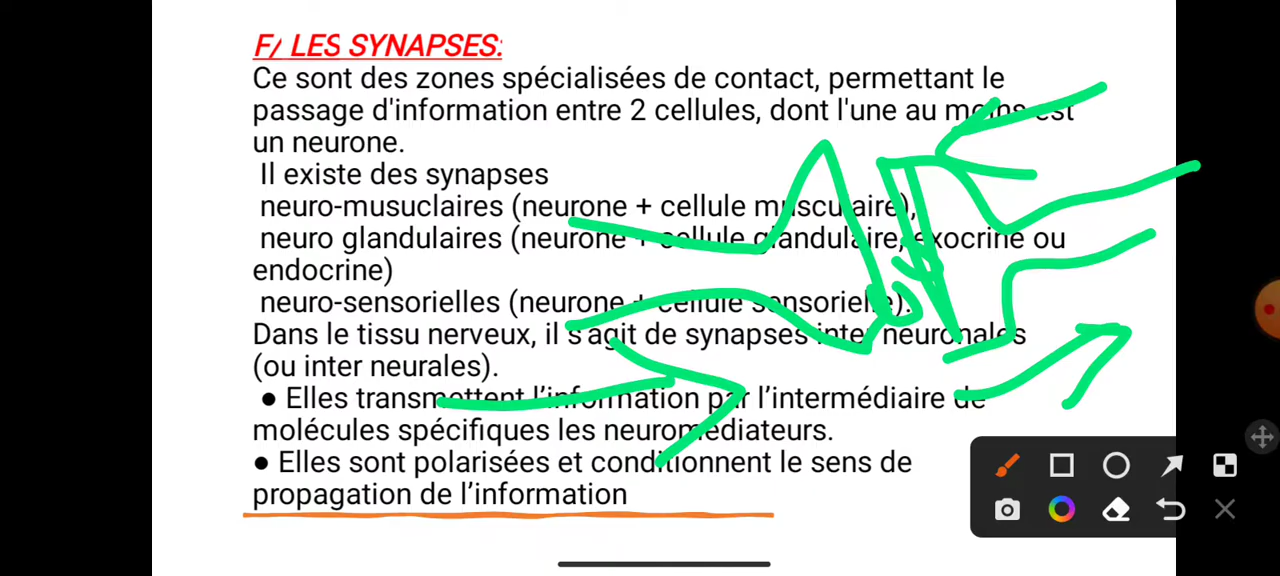 F/ LES SYNAPSES:
Ce sont des zones spécialisées de contact, permettant le
passage d'information entre 2 cellules, dont l'une au moins est
un neurone.
Il existe des synapses
neuro-musuclaires (neurone + cellule musculaire),
neuro glandulaires (neurone + cellule glandulaire, exocrine ou
endocrine)
neuro-sensorielles (neurone + cellule sensorielle).
Dans le tissu nerveux, il s'agit de synapses inter neuronales
(ou inter neurales).
● Elles transmettent l’information par l’intermédiaire de
molécules spécifiques les neuromédiateurs.
● Elles sont polarisées et conditionnent le sens de
propagation de l’information